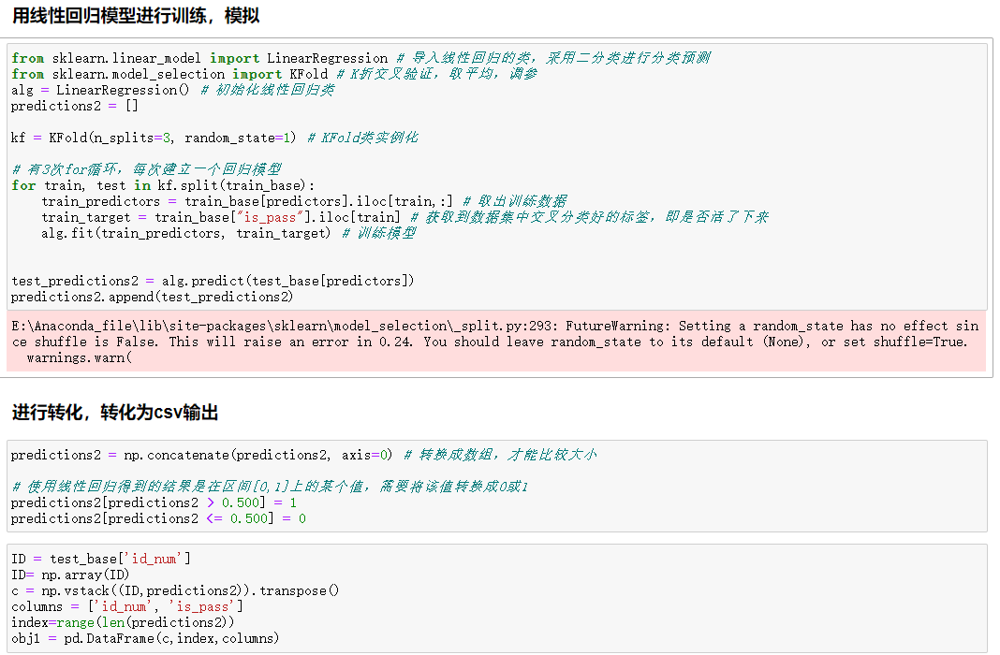 用线性回归模型进行训练，模拟
from sklearn.linear_model import LinearRegression # 导入线性回归的类，采用二分类进行分类预测
from sklearn.model_selection import KFold # K折交叉验证，取平均，调参
alg = LinearRegression() # 初始化线性回归类
predictions2 = []
kf = KFold(n_splits=3, random_state=1) # KFold类实例化
# 有3次for循环，每次建立一个回归模型
for train, test in kf.split(train_base):
    train_predictors = train_base[predictors].iloc[train,:] # 取出训练数据
    train_target = train_base["is_pass"].iloc[train] # 获取到数据集中交叉分类好的标签，即是否活了下来
    alg.fit(train_predictors, train_target) # 训练模型
test_predictions2 = alg.predict(test_base[predictors])
predictions2.append(test_predictions2)
E:\Anaconda_file\lib\site-packages\sklearn\model_selection\_split.py:293: FutureWarning: Setting a random_state has no effect sin
ce shuffle is False. This will raise an error in 0.24. You should leave random_state to its default (None), or set shuffle=True.
  warnings.warn(
进行转化，转化为csv输出
predictions2 = np.concatenate(predictions2, axis=0) # 转换成数组，才能比较大小
# 使用线性回归得到的结果是在区间[0,1]上的某个值，需要将该值转换成0或1
predictions2[predictions2 > 0.500] = 1
predictions2[predictions2 <= 0.500] = 0
ID = test_base['id_num']
ID= np.array(ID)
c = np.vstack((ID,predictions2)).transpose()
columns = ['id_num', 'is_pass']
index=range(len(predictions2))
obj1 = pd.DataFrame(c,index,columns)